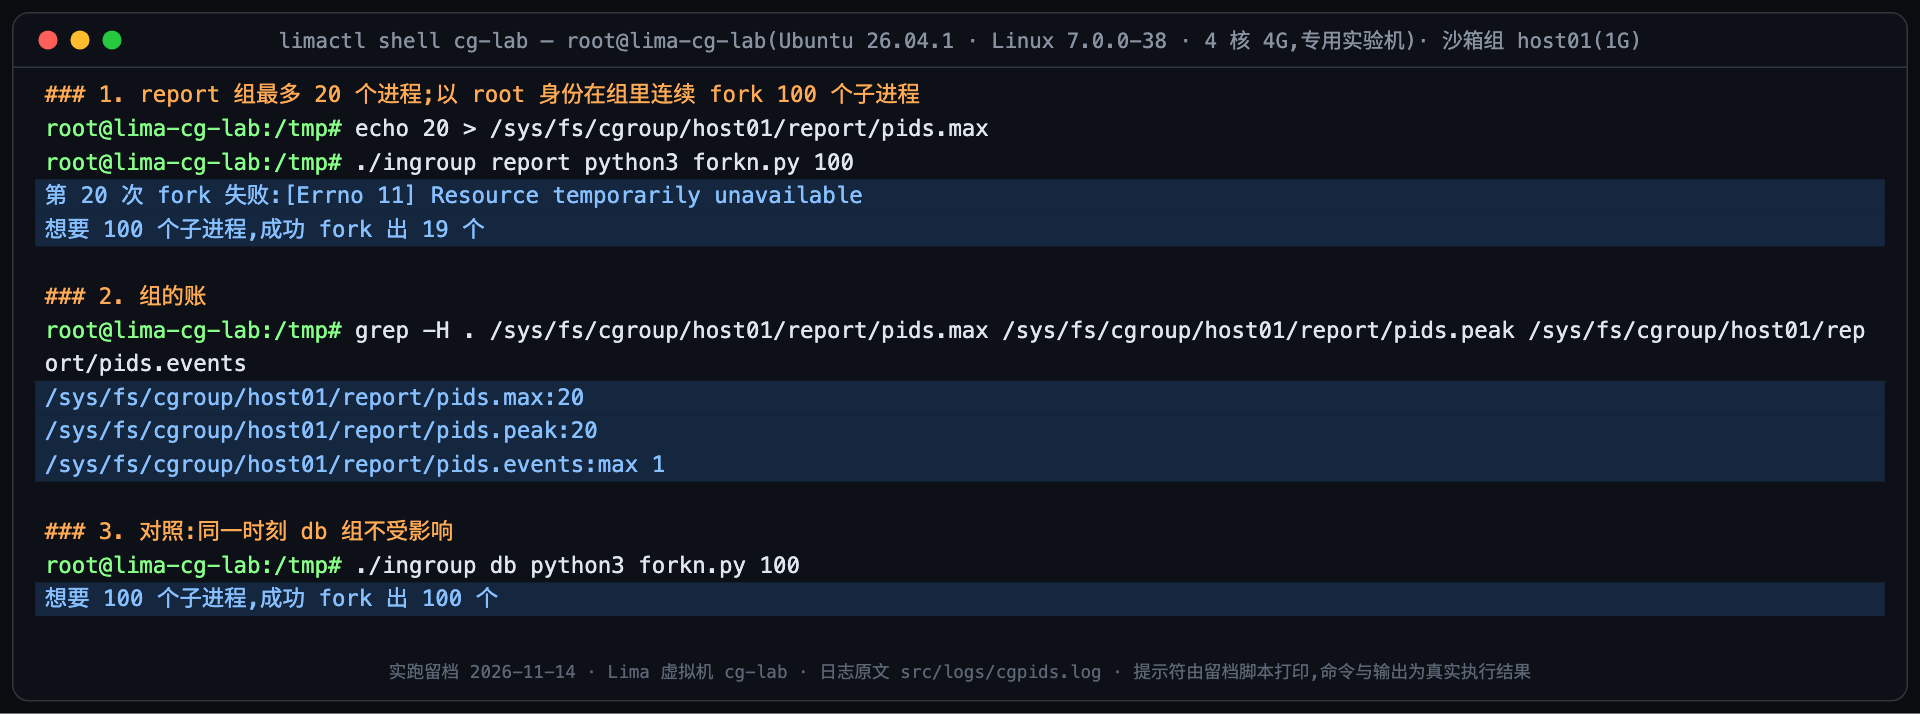 limactl shell cg-lab — root@lima-cg-lab(Ubuntu 26.04.1 · Linux 7.0.0-38 · 4 核 4G,专用实验机)· 沙箱组 host01(1G)
### 1. report 组最多 20 个进程;以 root 身份在组里连续 fork 100 个子进程
root@lima-cg-lab:/tmp# echo 20 > /sys/fs/cgroup/host01/report/pids.max
root@lima-cg-lab:/tmp# ./ingroup report python3 forkn.py 100
第 20 次 fork 失败:[Errno 11] Resource temporarily unavailable
想要 100 个子进程,成功 fork 出 19 个
### 2. 组的账
root@lima-cg-lab:/tmp# grep -H . /sys/fs/cgroup/host01/report/pids.max /sys/fs/cgroup/host01/report/pids.peak /sys/fs/cgroup/host01/rep
ort/pids.events
/sys/fs/cgroup/host01/report/pids.max:20
/sys/fs/cgroup/host01/report/pids.peak:20
/sys/fs/cgroup/host01/report/pids.events:max 1
### 3. 对照:同一时刻 db 组不受影响
root@lima-cg-lab:/tmp# ./ingroup db python3 forkn.py 100
想要 100 个子进程,成功 fork 出 100 个
实跑留档 2026-11-14 · Lima 虚拟机 cg-lab · 日志原文 src/logs/cgpids.log · 提示符由留档脚本打印,命令与输出为真实执行结果